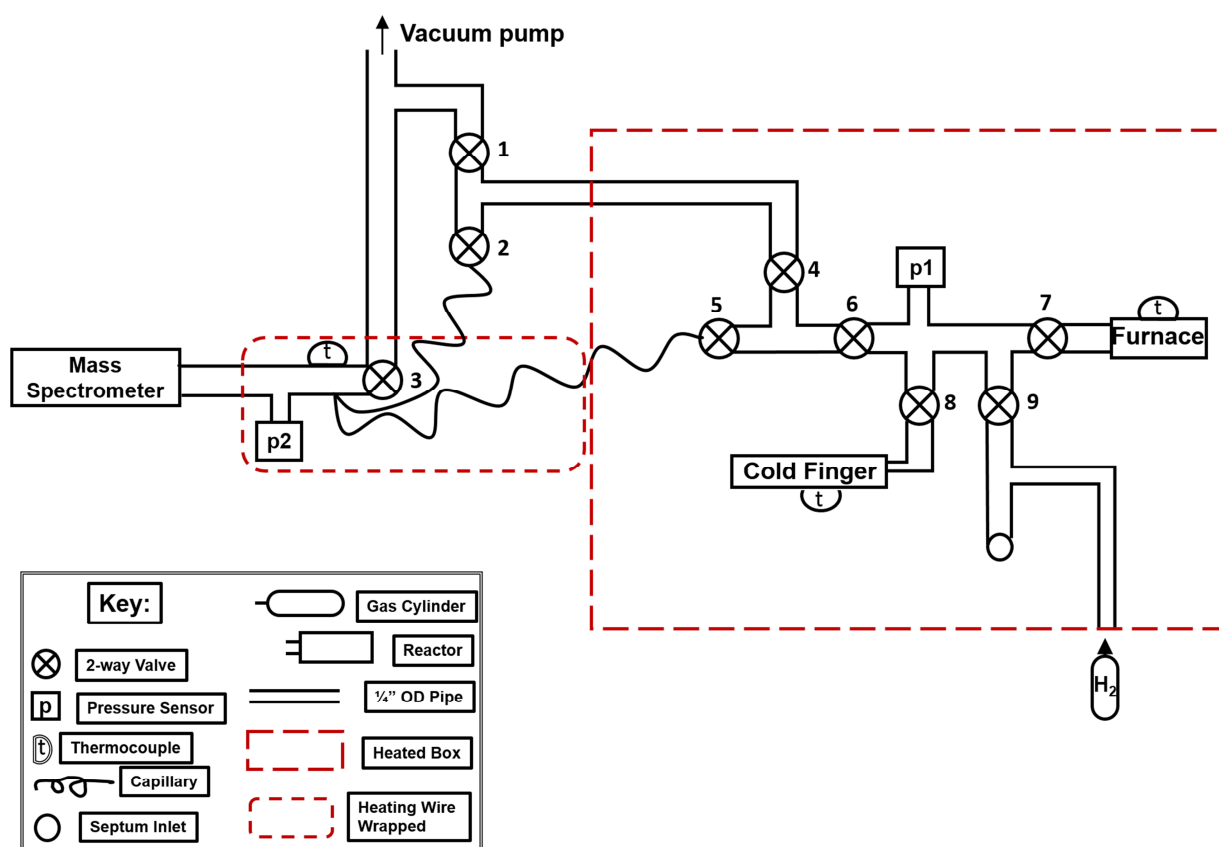 Vacuum pump
1
2
4
p1
5
6
7
t
Furnace
Mass
Spectrometer
t
3
p2
8
9
Cold Finger
t
H2
Key:
Gas Cylinder
Reactor
2-way Valve
¼” OD Pipe
p
Pressure Sensor
t
Thermocouple
Heated Box
Capillary
Heating Wire
Wrapped
Septum Inlet